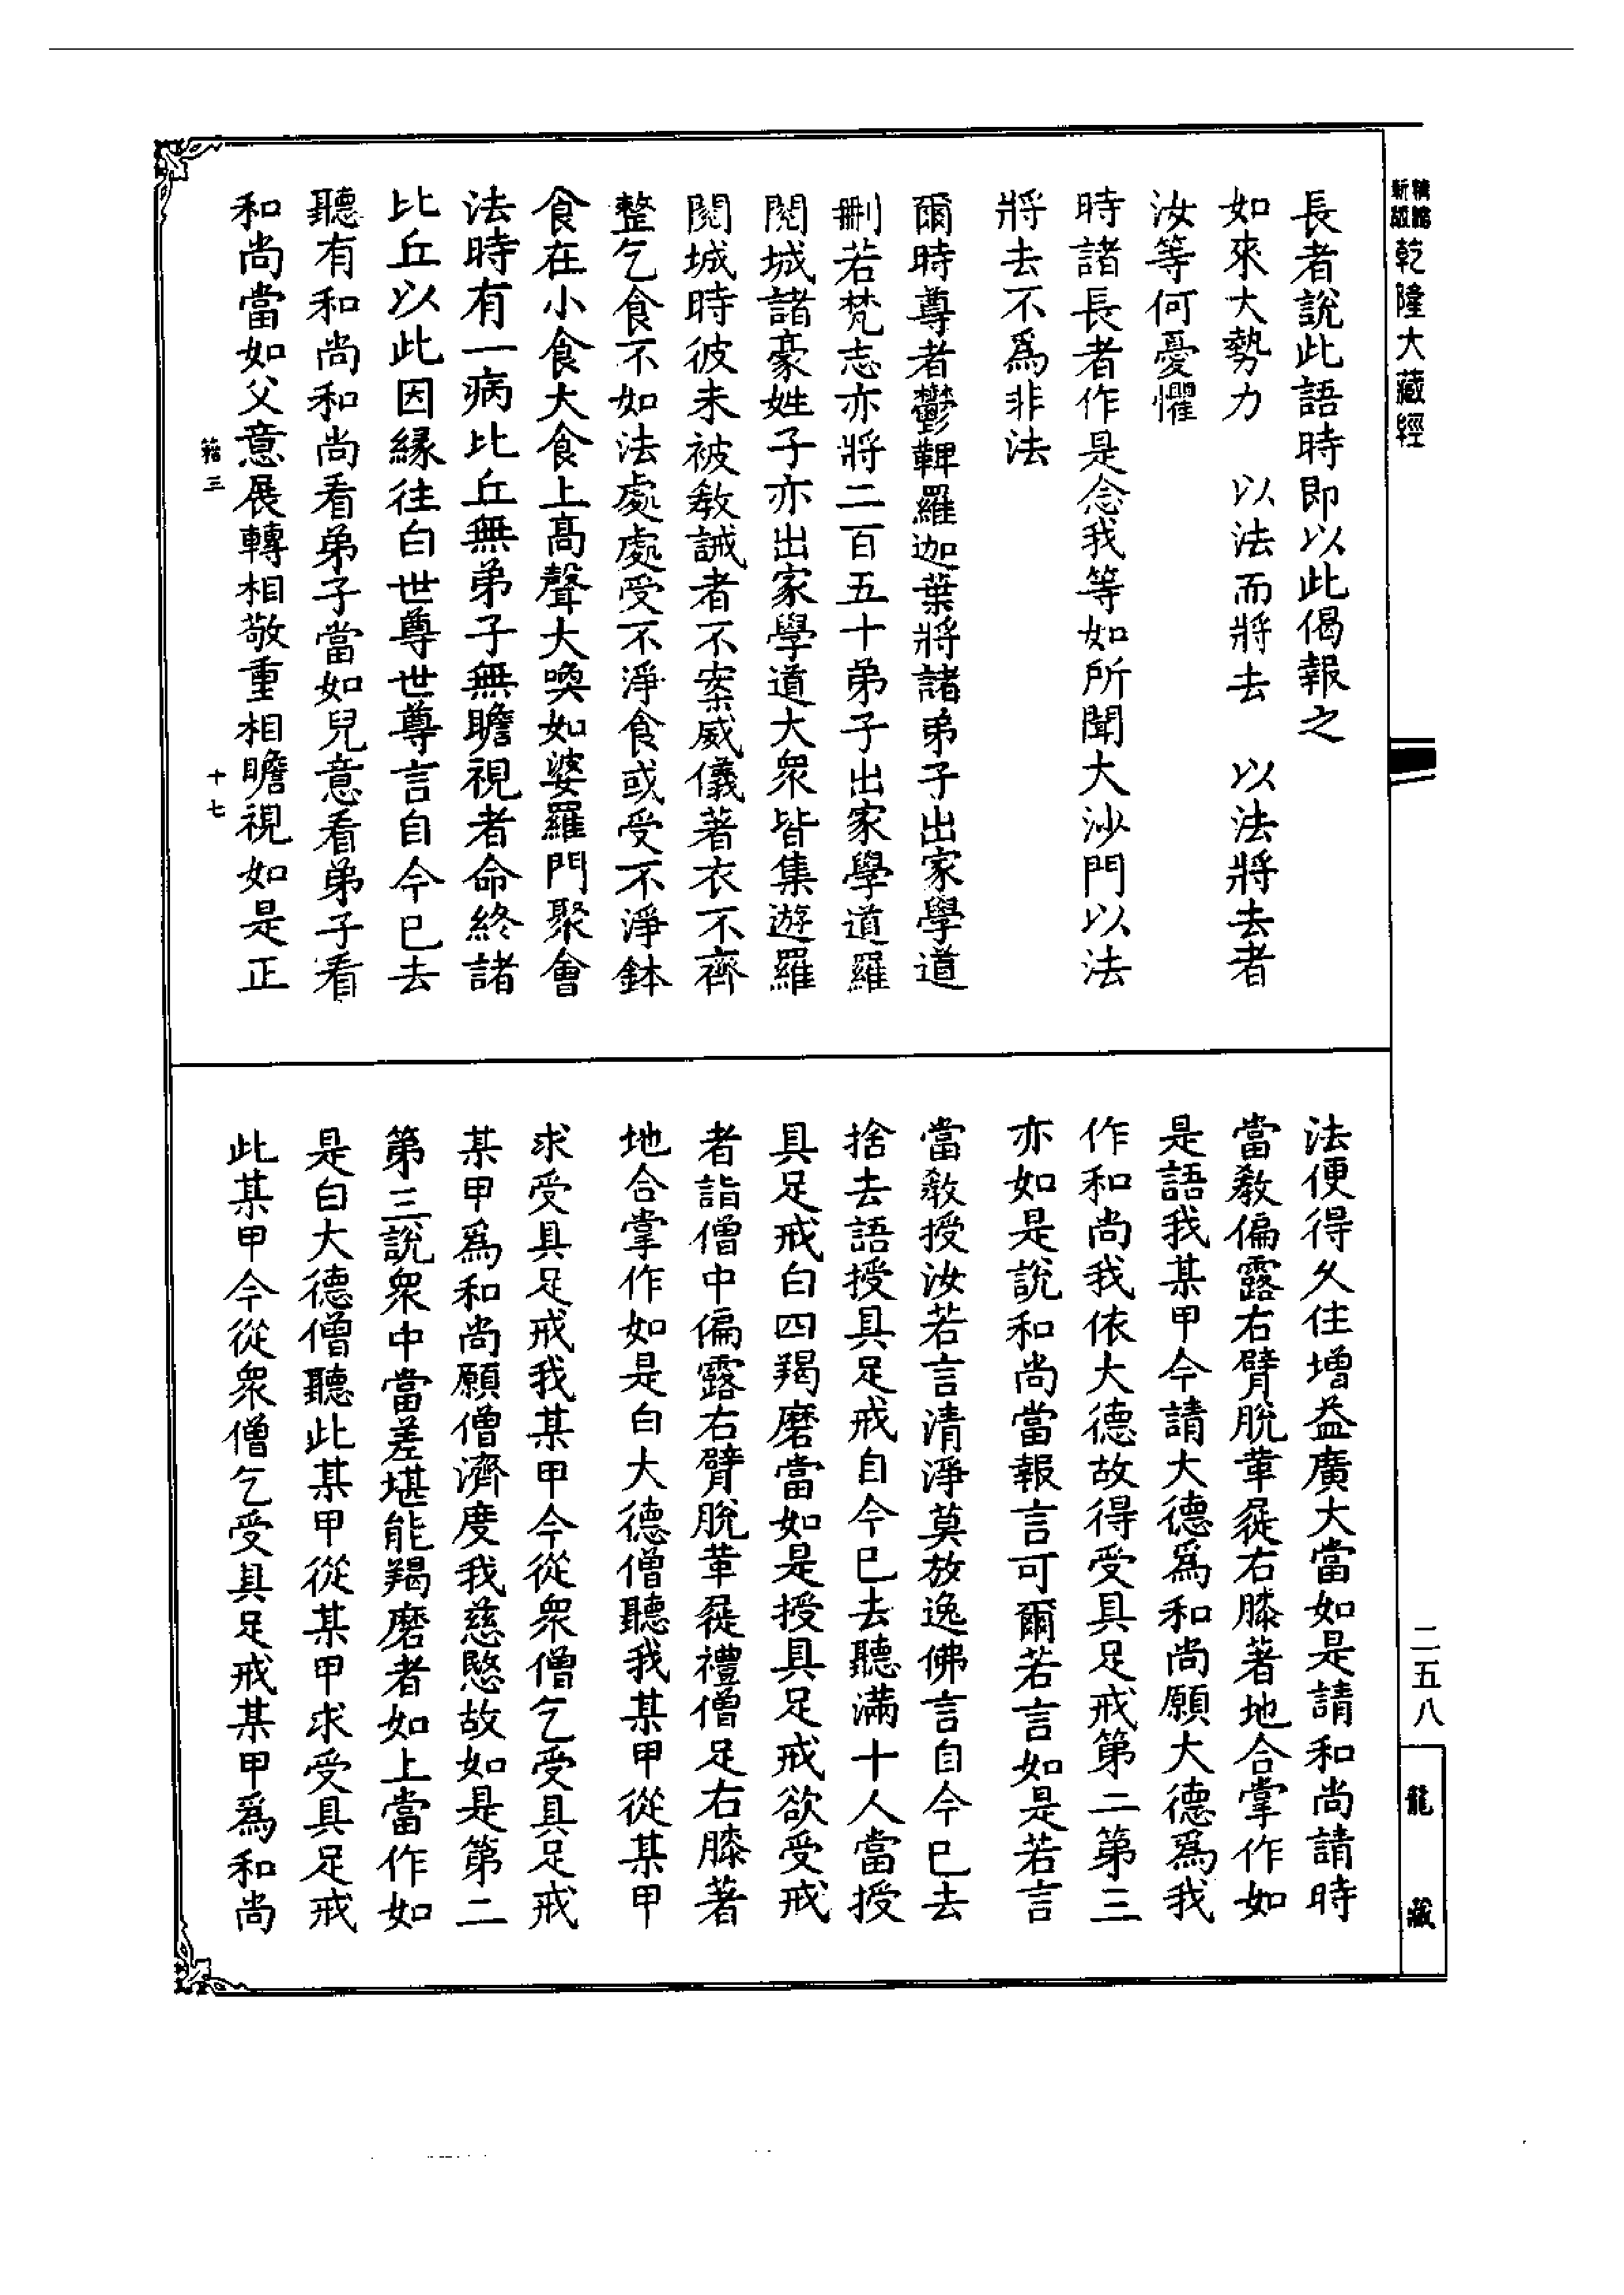 精編新版
乾隆大藏經
長者說此語時即以此偈報之
如來大勢力　以法而將去　以法將去者
汝等何憂懼
時諸長者作是念我等如所聞大沙門以法
將去不爲非法
爾時尊者鬱鞞羅迦葉將諸弟子出家學道
刪若梵志亦將二百五十弟子出家學道羅
閱城諸豪姓子亦出家學道大衆皆集遊羅
閱城時彼未被教誡者不案威儀著衣不齊
整乞食不如法處處受不淨食或受不淨鉢
食在小食大食上高聲大喚如婆羅門聚會
法時有一病比丘無弟子無瞻視者命終諸
比丘以此因緣往白世尊世尊言自今已去
聽有和尚和尚看弟子當如兒意看弟子看
和尚當如父意展轉相敬重相瞻視如是正
籍三
十七
法便得久住增益廣大當如是請和尚請時
當教偏露右臂脫革屣右膝著地合掌作如
是語我某甲今請大德爲和尚願大德爲我
作和尚我依大德故得受具足戒第二第三
亦如是說和尚當報言可爾若言如是若言
當教授汝若言清淨莫放逸佛言自今已去
捨去語授具足戒自今已去聽滿十人當授
具足戒白四羯磨當如是授具足戒欲受戒
者詣僧中偏露右臂脫革屣禮僧足右膝著
地合掌作如是白大德僧聽我某甲從某甲
求受具足戒我某甲今從衆僧乞受具足戒
某甲爲和尚願僧濟度我慈愍故如是第二
第三說衆中當差堪能羯磨者如上當作如
是白大德僧聽此某甲從某甲求受具足戒
此某甲今從衆僧乞受具足戒某甲爲和尚
二五八
龍藏